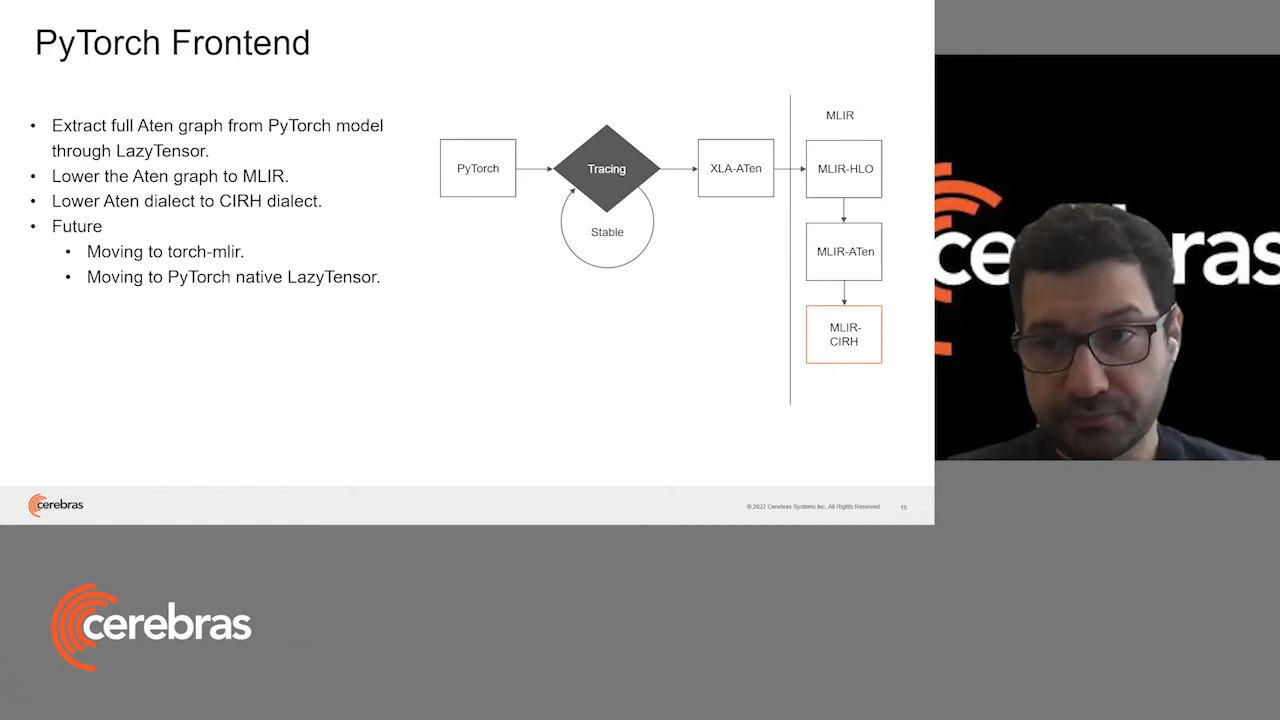 PyTorch Frontend
• Extract full Aten graph from PyTorch model
through LazyTensor.
• Lower the Aten graph to MLIR.
• Lower Aten dialect to CIRH dialect.
• Future
• Moving to torch-mlir.
• Moving to PyTorch native LazyTensor.
PyTorch
Tracing
Stable
XLA-ATen
MLIR
MLIR-HLO
MLIR-ATen
MLIR-
CIRH
cerebras
© 2022 Cerebras Systems Inc. All Rights Reserved
15
cerebras